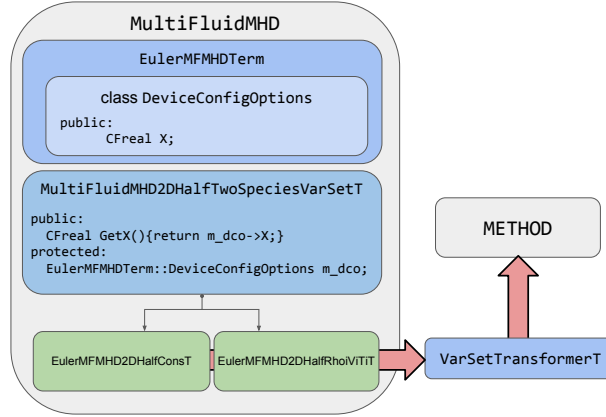 MultiFluidMHD
EulerMFMHDTerm
class DeviceConfigOptions
public:
CFreal X;
MultiFluidMHD2DHalfTwoSpeciesVarSetT
public:
CFreal GetX(){return m_dco->X;}
protected:
EulerMFMHDTerm::DeviceConfigOptions m_dco;
METHOD
EulerMFMHD2DHalfConsT
EulerMFMHD2DHalfRhoiViTiT
VarSetTransformerT